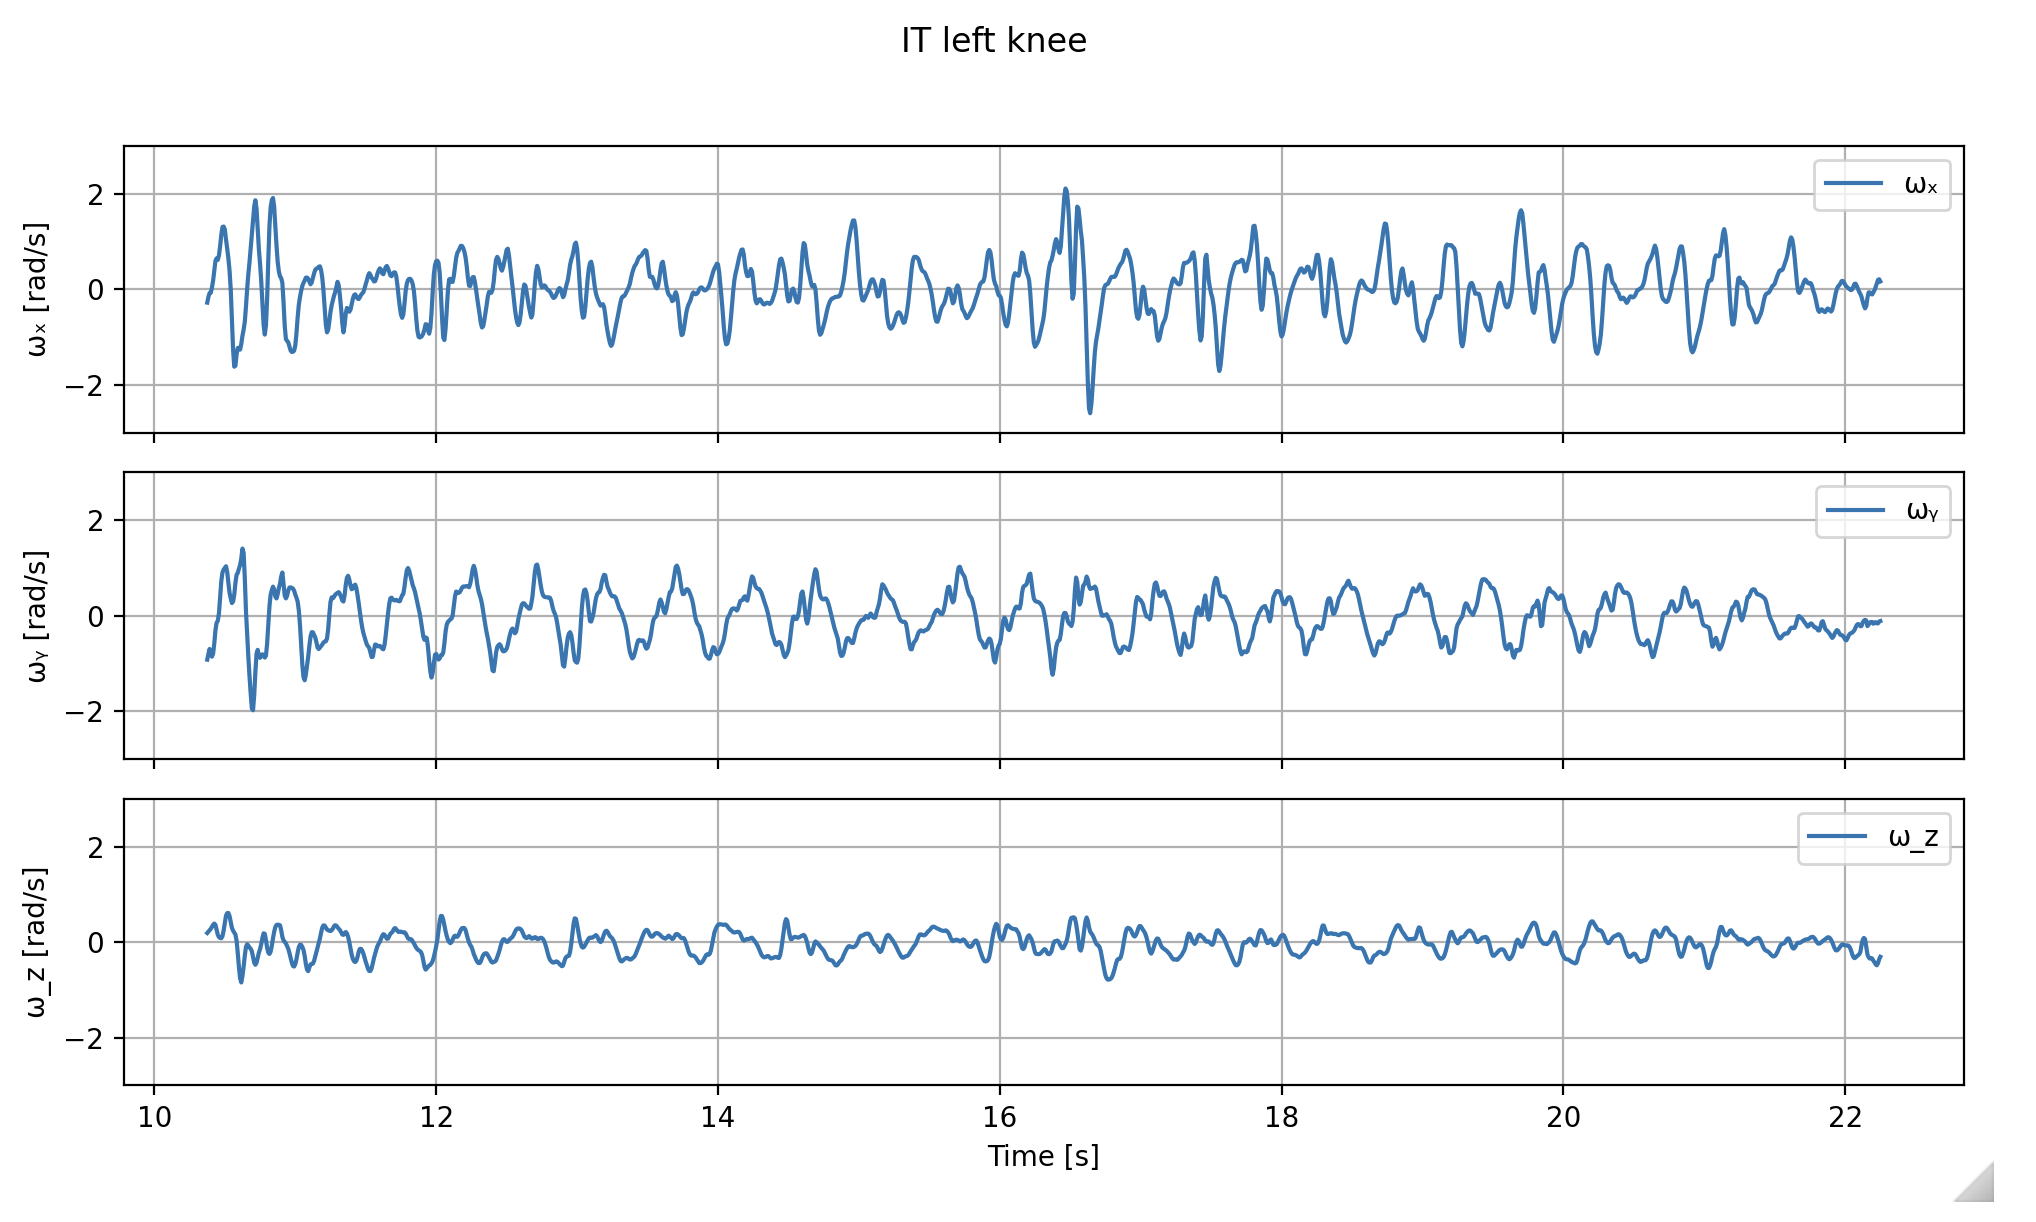 IT left knee
ωₓ [rad/s]
2
0
−2
ωₓ
ωᵧ [rad/s]
2
0
−2
ωᵧ
ω_z [rad/s]
2
0
−2
ω_z
10 12 14 16 18 20 22
Time [s]